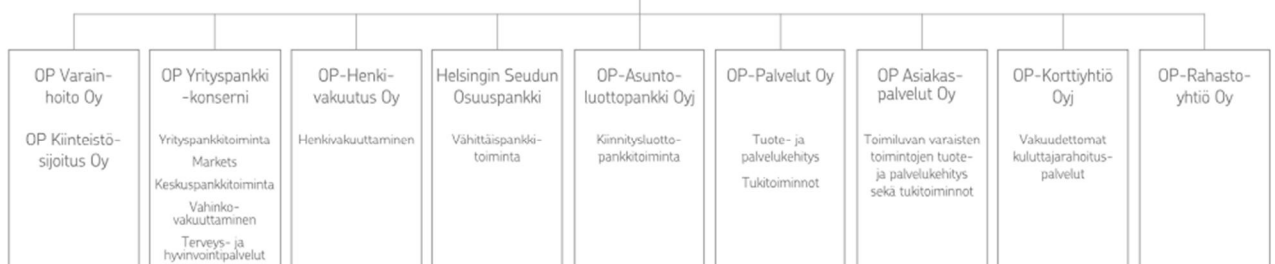 OP Varain-
hoito Oy
OP Kiinteistö-
sijoitus Oy
OP Yrityspankki
-konserni
Yrityspankkitoiminta
Markets
Keskuspankkitoiminta
Vahinko-
vakuuttaminen
Terveys- ja
hyvinvointipalvelut
OP-Henki-
vakuutus Oy
Henkivakuuttaminen
Helsingin Seudun
Osuuspankki
Vähittäispankki-
toiminta
OP-Asunto-
luottopankki Oyj
Kiinnitysluotto-
pankkitoiminta
OP-Palvelut Oy
Tuote- ja
palvelukehitys
Tukitoiminnot
OP Asiakas-
palvelut Oy
Toimiluvan varaisten
toimintojen tuote-
ja palvelukehitys
sekä tukitoiminnot
OP-Korttiyhtiö
Oyj
Vakuudettomat
kuluttajarahoitus-
palvelut
OP-Rahasto-
yhtiö Oy